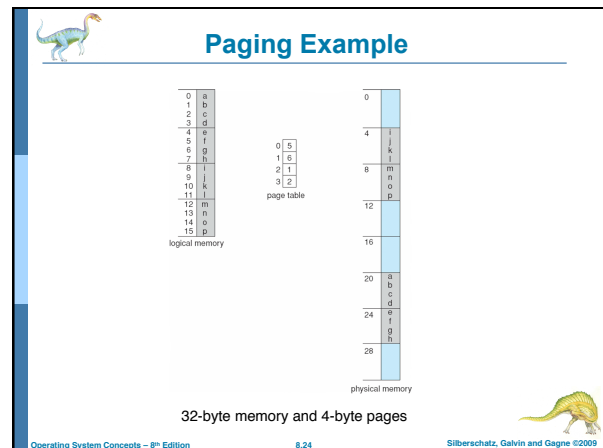 Paging Example
0 a
1 b
2 c
3 d
4 e
5 f
6 g
7 h
8 i
9 j
10 k
11 l
12 m
13 n
14 o
15 p
logical memory
0 5
1 6
2 1
3 2
page table
0
4 i
j
k
l
8 m
n
o
p
12
16
20 a
b
c
d
24 e
f
g
h
28
physical memory
32-byte memory and 4-byte pages
Operating System Concepts – 8th Edition 8.24 Silberschatz, Galvin and Gagne ©2009